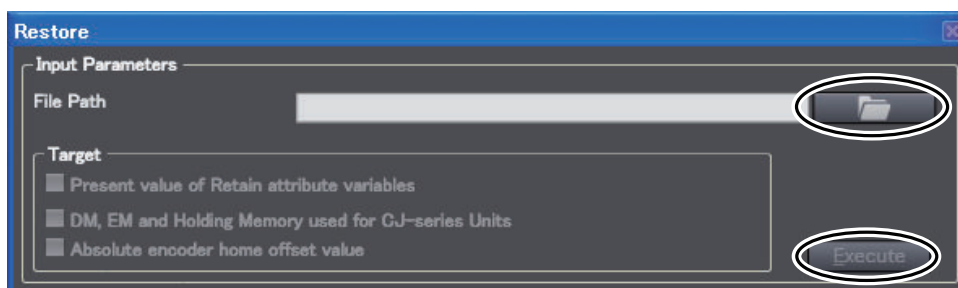 Restore
Input Parameters
File Path
Target
Present value of Retain attribute variables
DM, EM and Holding Memory used for CJ-series Units
Absolute encoder home offset value
Execute